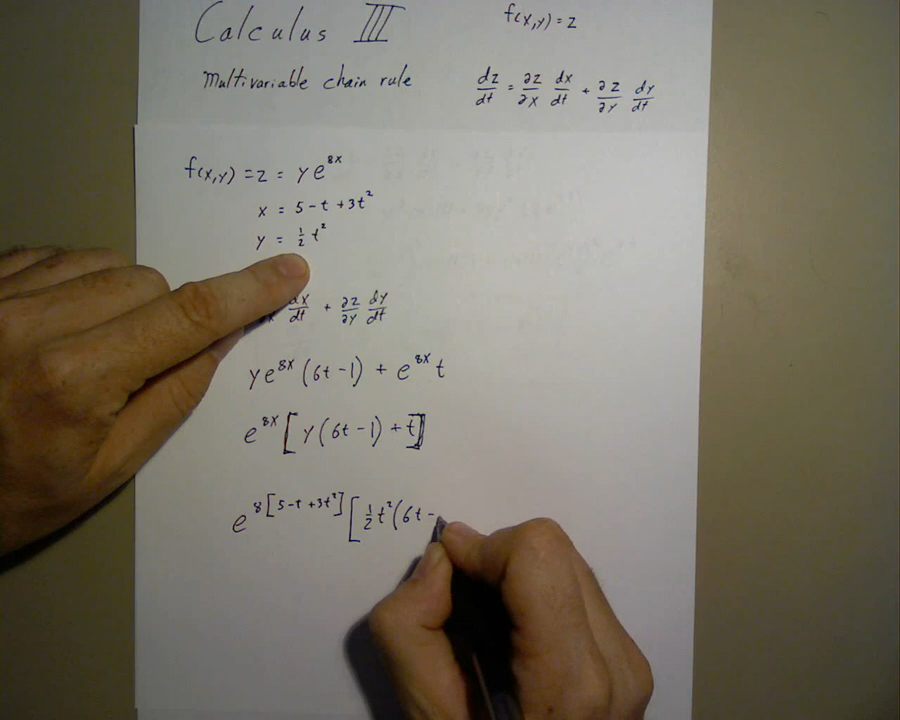 Calculus III
f(x,y) = z
Multivariable chain rule
dz/dt = ∂z/∂x dx/dt + ∂z/∂y dy/dt
f(x,y) = z = ye^8x
x = 5-t+3t²
y = ½t²
dx/dt + ∂z/∂y dy/dt
ye^8x (6t-1) + e^8x t
e^8x [y(6t-1)+t]
e^8[5-t+3t²] [½t²(6t-